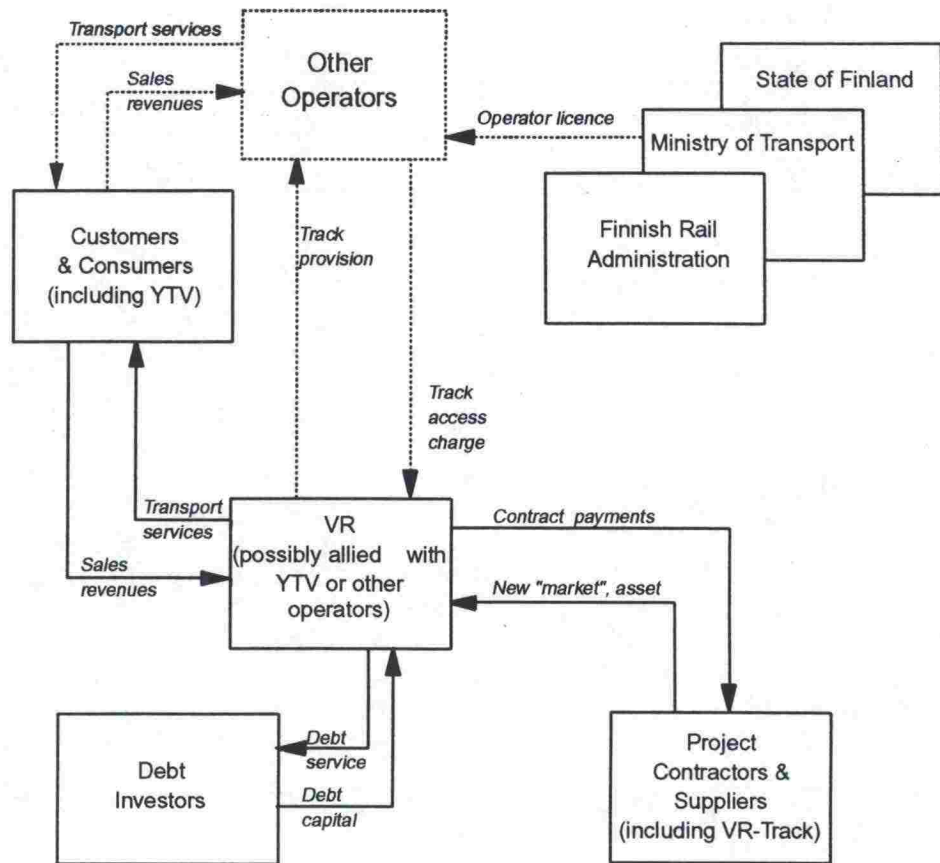 Transport services
Other
Operators
Sales
revenues
Operator licence
State of Finland
Ministry of Transport
Finnish Rail
Administration
Customers
& Consumers
(including YTV)
Track
provision
Track
access
charge
Transport
services
VR
(possibly allied with
YTV or other
operators)
Contract payments
Sales
revenues
New "market", asset
Debt
service
Debt
Investors
Debt
capital
Project
Contractors &
Suppliers
(including VR-Track)